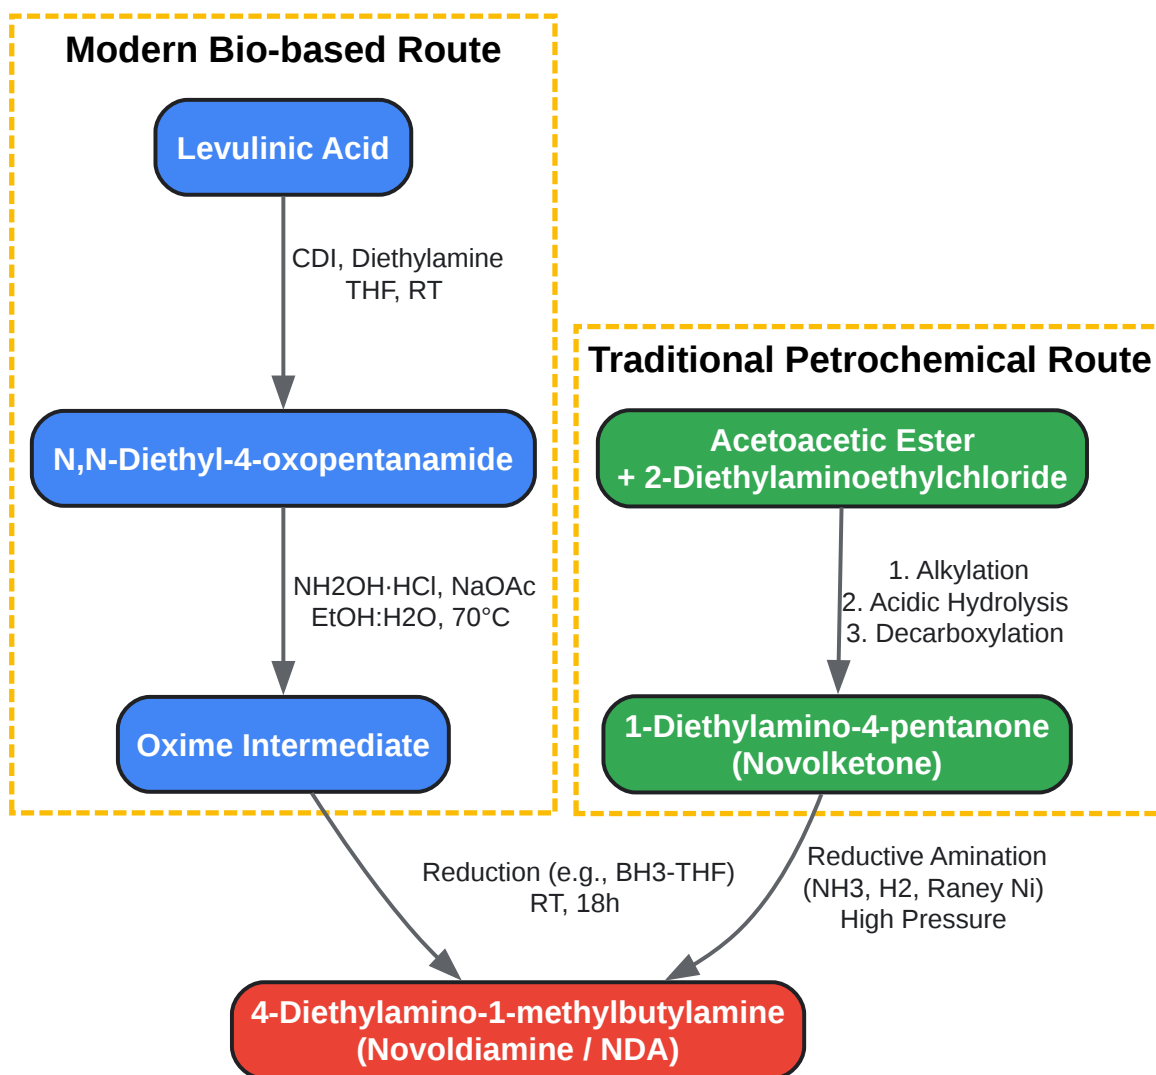 Modern Bio-based Route
Levulinic Acid
CDI, Diethylamine
THF, RT
N,N-Diethyl-4-oxopentanamide
NH2OH·HCl, NaOAc
EtOH:H2O, 70°C
Oxime Intermediate
Traditional Petrochemical Route
Acetoacetic Ester
+ 2-Diethylaminoethylchloride
1. Alkylation
2. Acidic Hydrolysis
3. Decarboxylation
1-Diethylamino-4-pentanone
(Novolketone)
Reduction (e.g., BH3-THF)
RT, 18h
Reductive Amination
(NH3, H2, Raney Ni)
High Pressure
4-Diethylamino-1-methylbutylamine
(Novoldiamine / NDA)